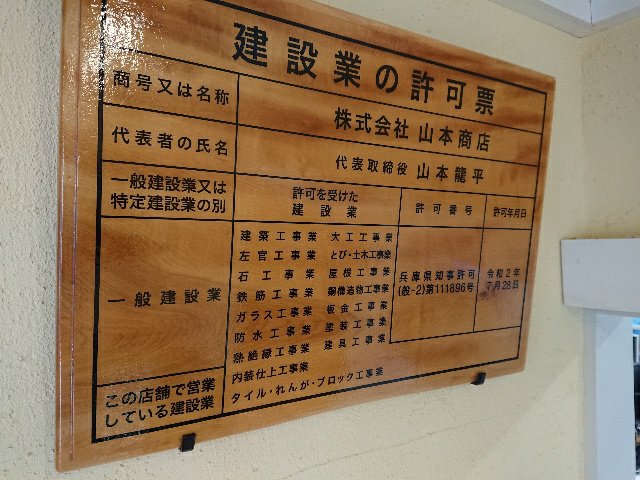 建設業の許可票
商号又は名称
株式会社 山本商店
代表者の氏名
代表取締役 山本龍平
一般建設業又は
特定建設業の別
許可を受けた
建設業
許可番号
許可年月日
一般建設業
建築工事業 大工工事業
左官工事業 とび・土木工事業
石工事業 屋根工事業
鉄筋工事業 鋼構造物工事業
ガラス工事業 板金工事業
防水工事業 塗装工事業
熱絶縁工事業 建具工事業
内装仕上工事業
タイル・れんが・ブロック工事業
兵庫県知事許可
(般-2)第111896号
令和2年
7月28日
この店舗で営業
している建設業